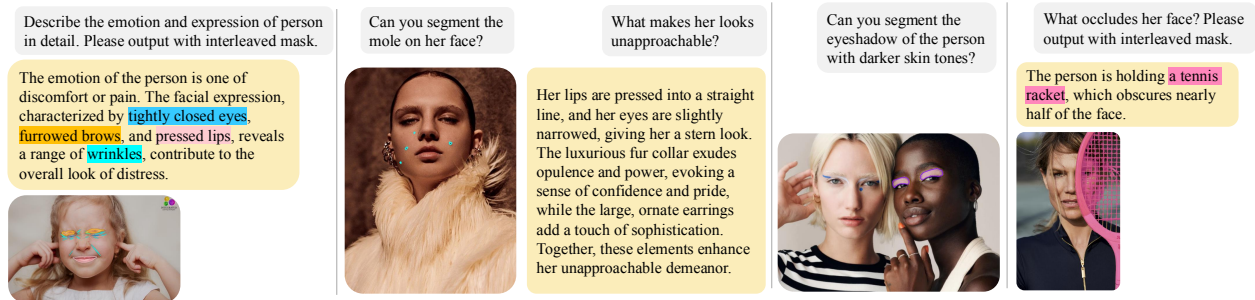 Describe the emotion and expression of person
in detail. Please output with interleaved mask.
The emotion of the person is one of
discomfort or pain. The facial expression,
characterized by tightly closed eyes,
furrowed brows, and pressed lips, reveals
a range of wrinkles, contribute to the
overall look of distress.
Can you segment the
mole on her face?
What makes her looks
unapproachable?
Her lips are pressed into a straight
line, and her eyes are slightly
narrowed, giving her a stern look.
The luxurious fur collar exudes
opulence and power, evoking a
sense of confidence and pride,
while the large, ornate earrings
add a touch of sophistication.
Together, these elements enhance
her unapproachable demeanor.
Can you segment the
eyeshadow of the person
with darker skin tones?
What occludes her face? Please
output with interleaved mask.
The person is holding a tennis
racket, which obscures nearly
half of the face.